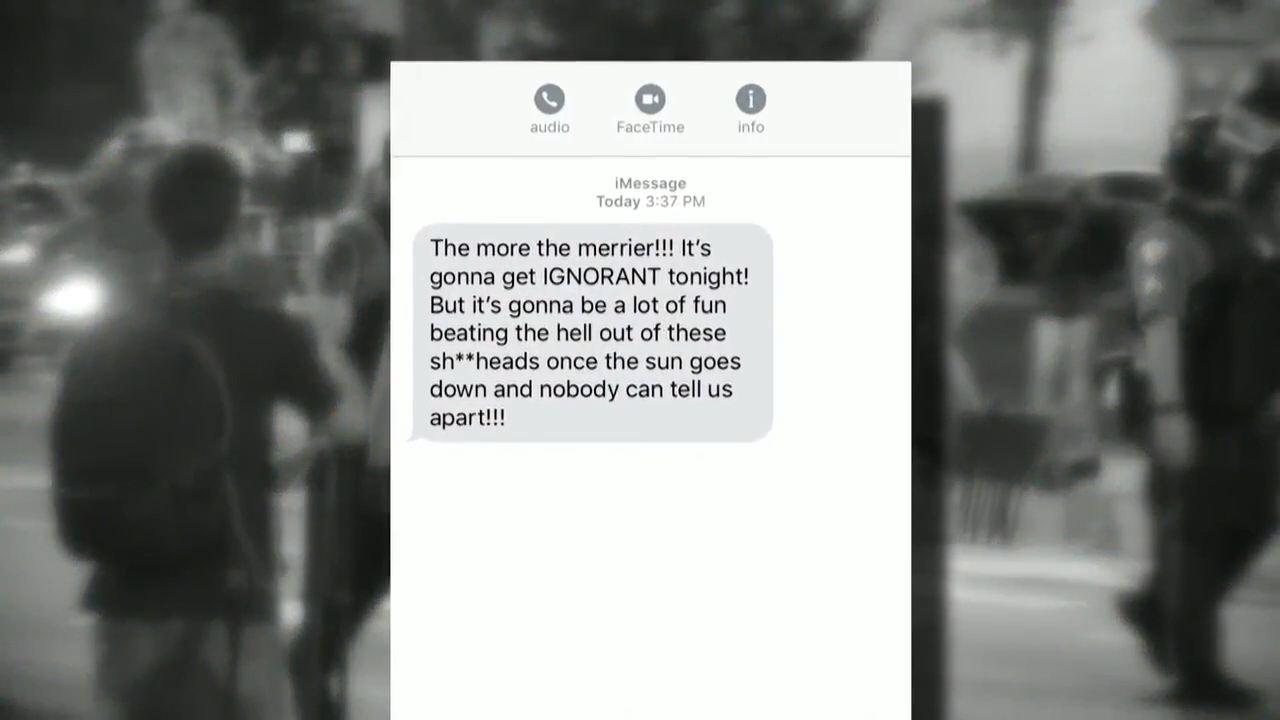 audio FaceTime info
iMessage
Today 3:37 PM
The more the merrier!!! It’s
gonna get IGNORANT tonight!
But it’s gonna be a lot of fun
beating the hell out of these
sh**heads once the sun goes
down and nobody can tell us
apart!!!